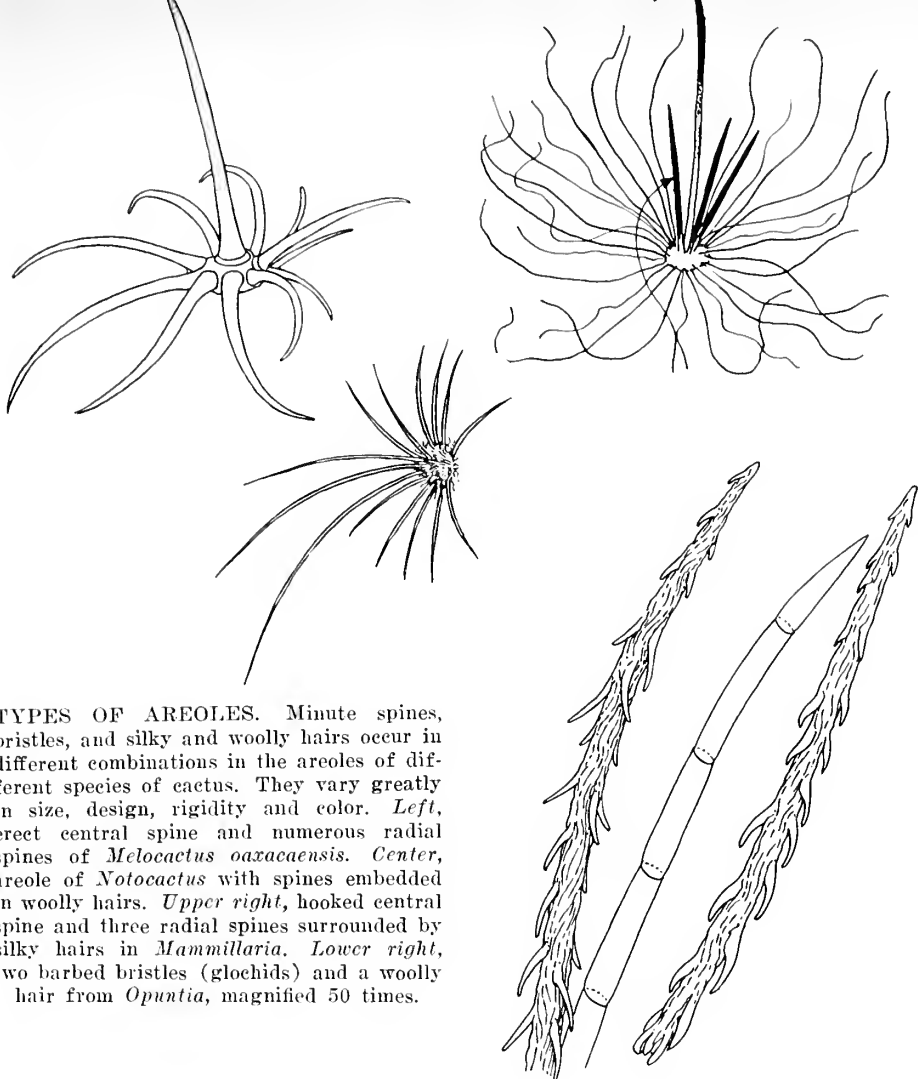 TYPES OF AREOLES. Minute spines,
bristles, and silky and woolly hairs occur in
different combinations in the areoles of dif-
ferent species of cactus. They vary greatly
n size, design, rigidity and color. Left,
erect central spine and numerous radial
spines of Melocactus oaxacaensis. Center,
areole of Notocactus with spines embedded
n woolly hairs. Upper right, hooked central
spine and three radial spines surrounded by
silky hairs in Mammillaria. Lower right,
two barbed bristles (glochids) and a woolly
hair from Opuntia, magnified 50 times.